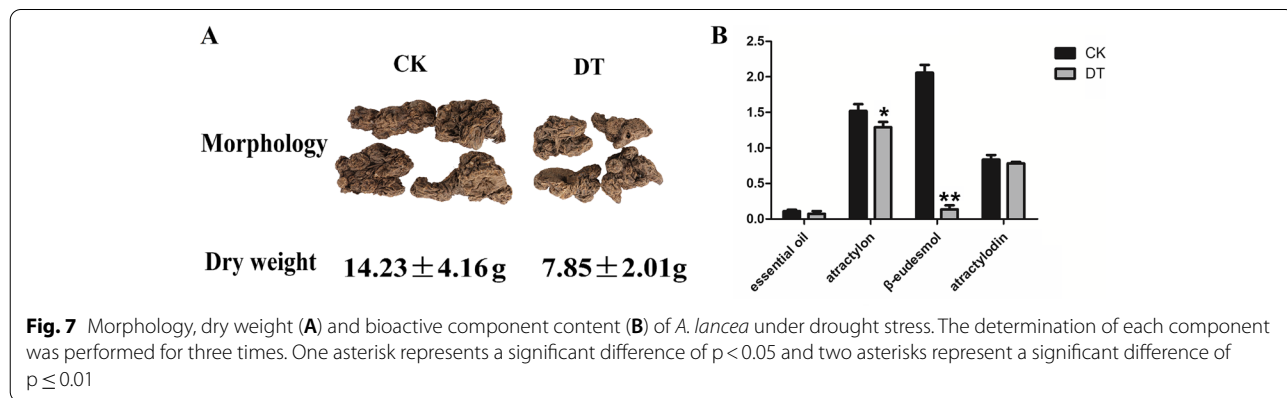 A
CK DT
Morphology
Dry weight 14.23±4.16 g 7.85±2.01g
B
2.5
2.0
1.5
1.0
0.5
0.0
* **
essential oil atractylon β-eudesmol atractylodin
CK
DT
Fig. 7 Morphology, dry weight (A) and bioactive component content (B) of A. lancea under drought stress. The determination of each component
was performed for three times. One asterisk represents a significant difference of p < 0.05 and two asterisks represent a significant difference of
p ≤ 0.01